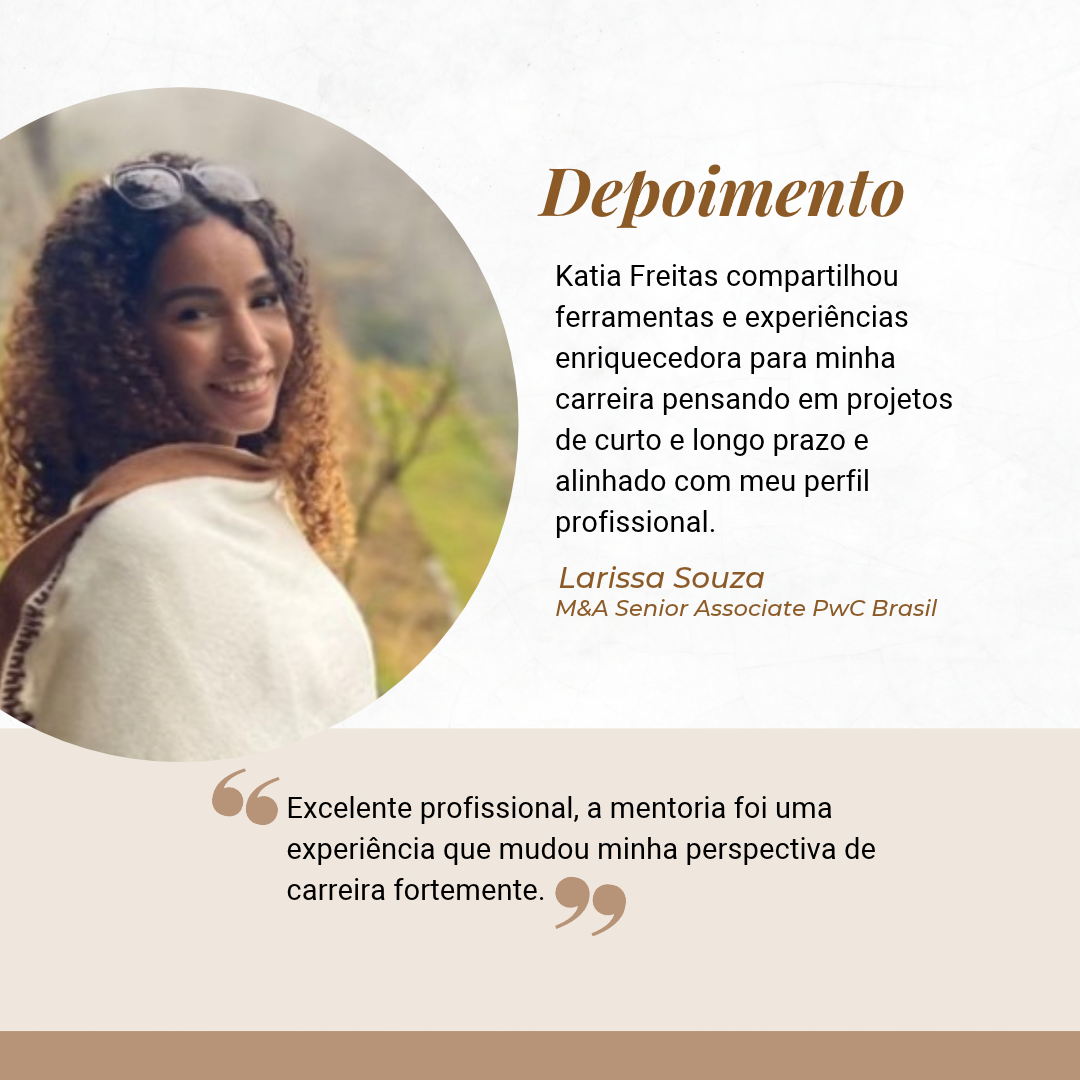 Depoimento
Katia Freitas compartilhou
ferramentas e experiências
enriquecedora para minha
carreira pensando em projetos
de curto e longo prazo e
alinhado com meu perfil
profissional.
Larissa Souza
M&A Senior Associate PwC Brasil
“Excelente profissional, a mentoria foi uma
experiência que mudou minha perspectiva de
carreira fortemente.”